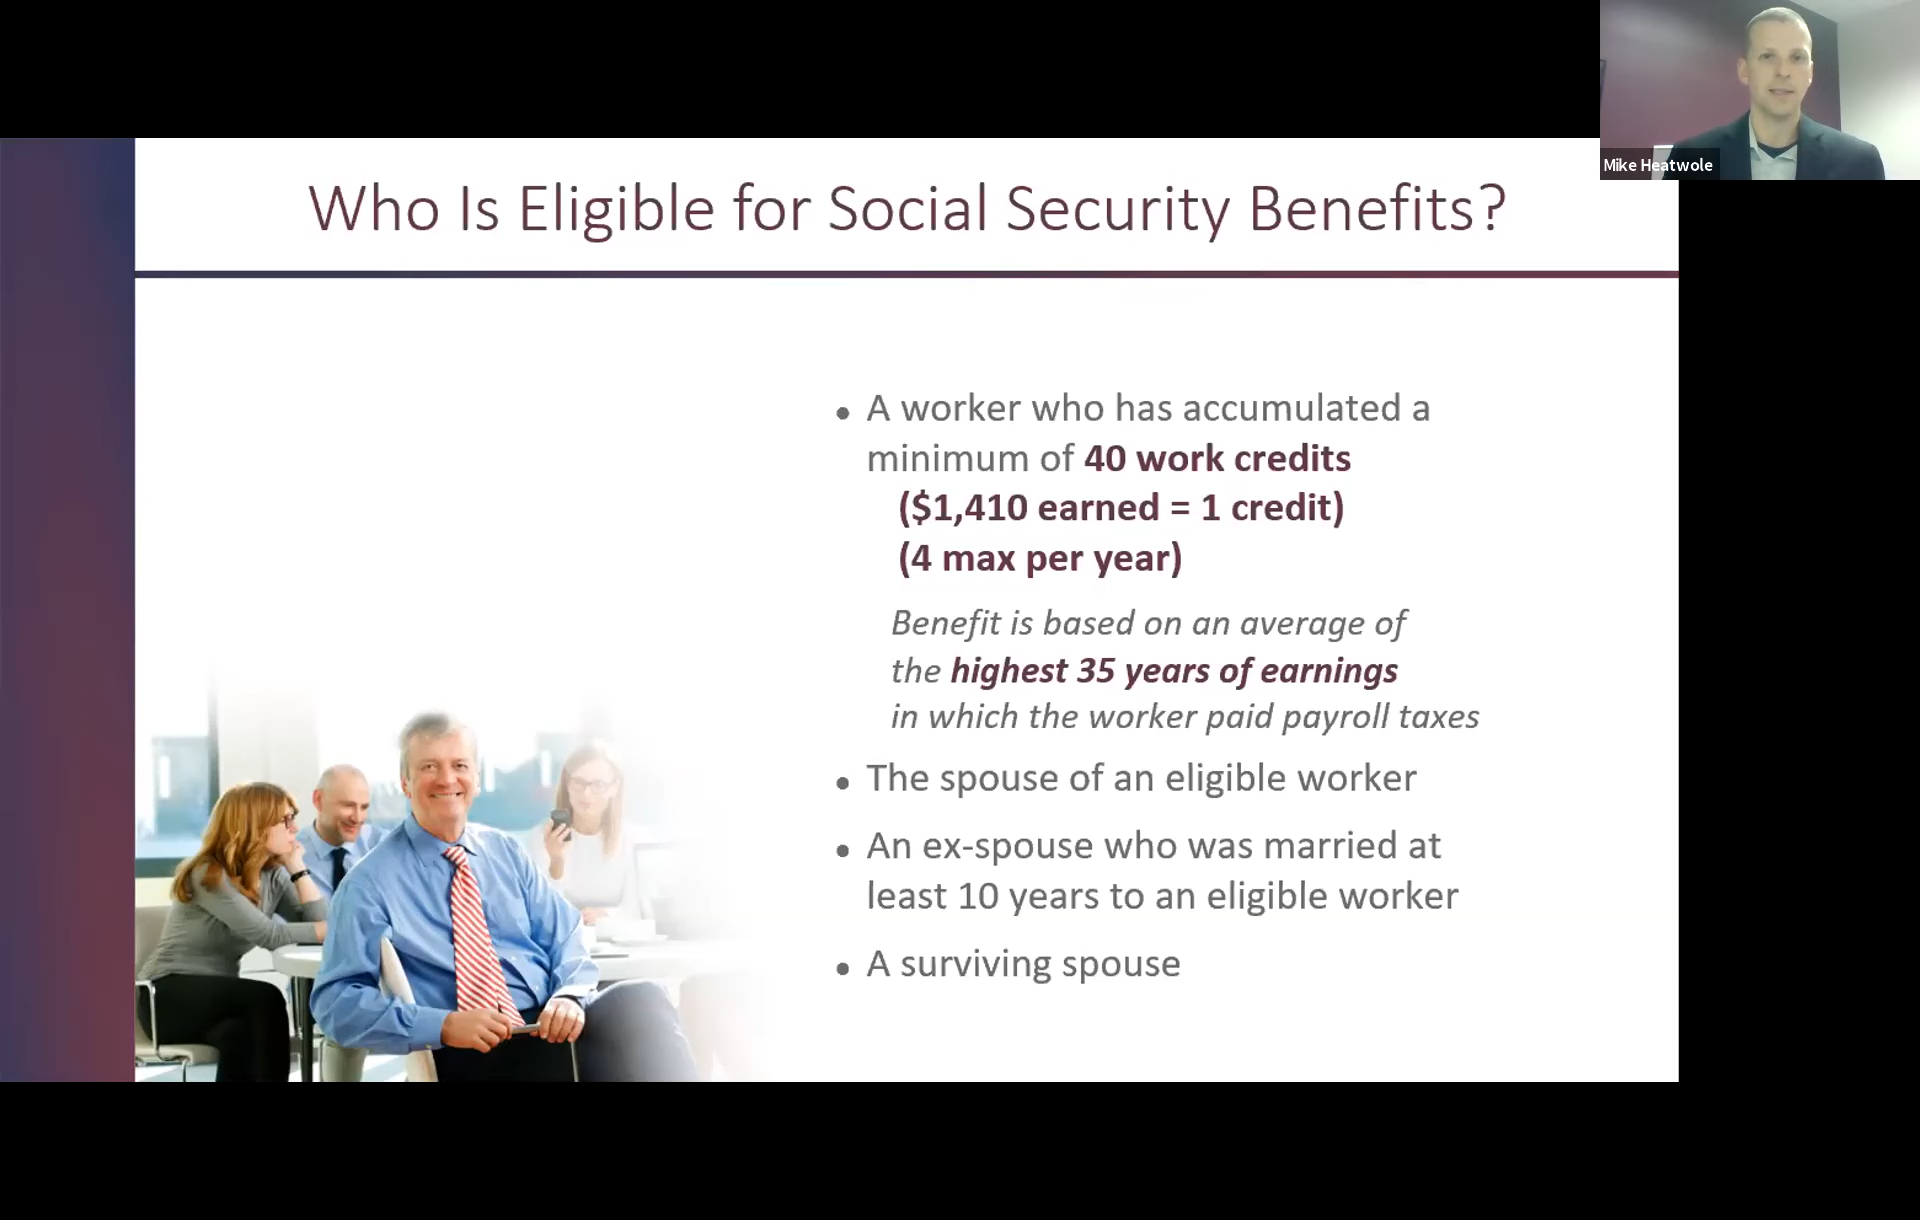 Mike Heatwole
Who Is Eligible for Social Security Benefits?
• A worker who has accumulated a
minimum of 40 work credits
($1,410 earned = 1 credit)
(4 max per year)
Benefit is based on an average of
the highest 35 years of earnings
in which the worker paid payroll taxes
• The spouse of an eligible worker
• An ex-spouse who was married at
least 10 years to an eligible worker
• A surviving spouse